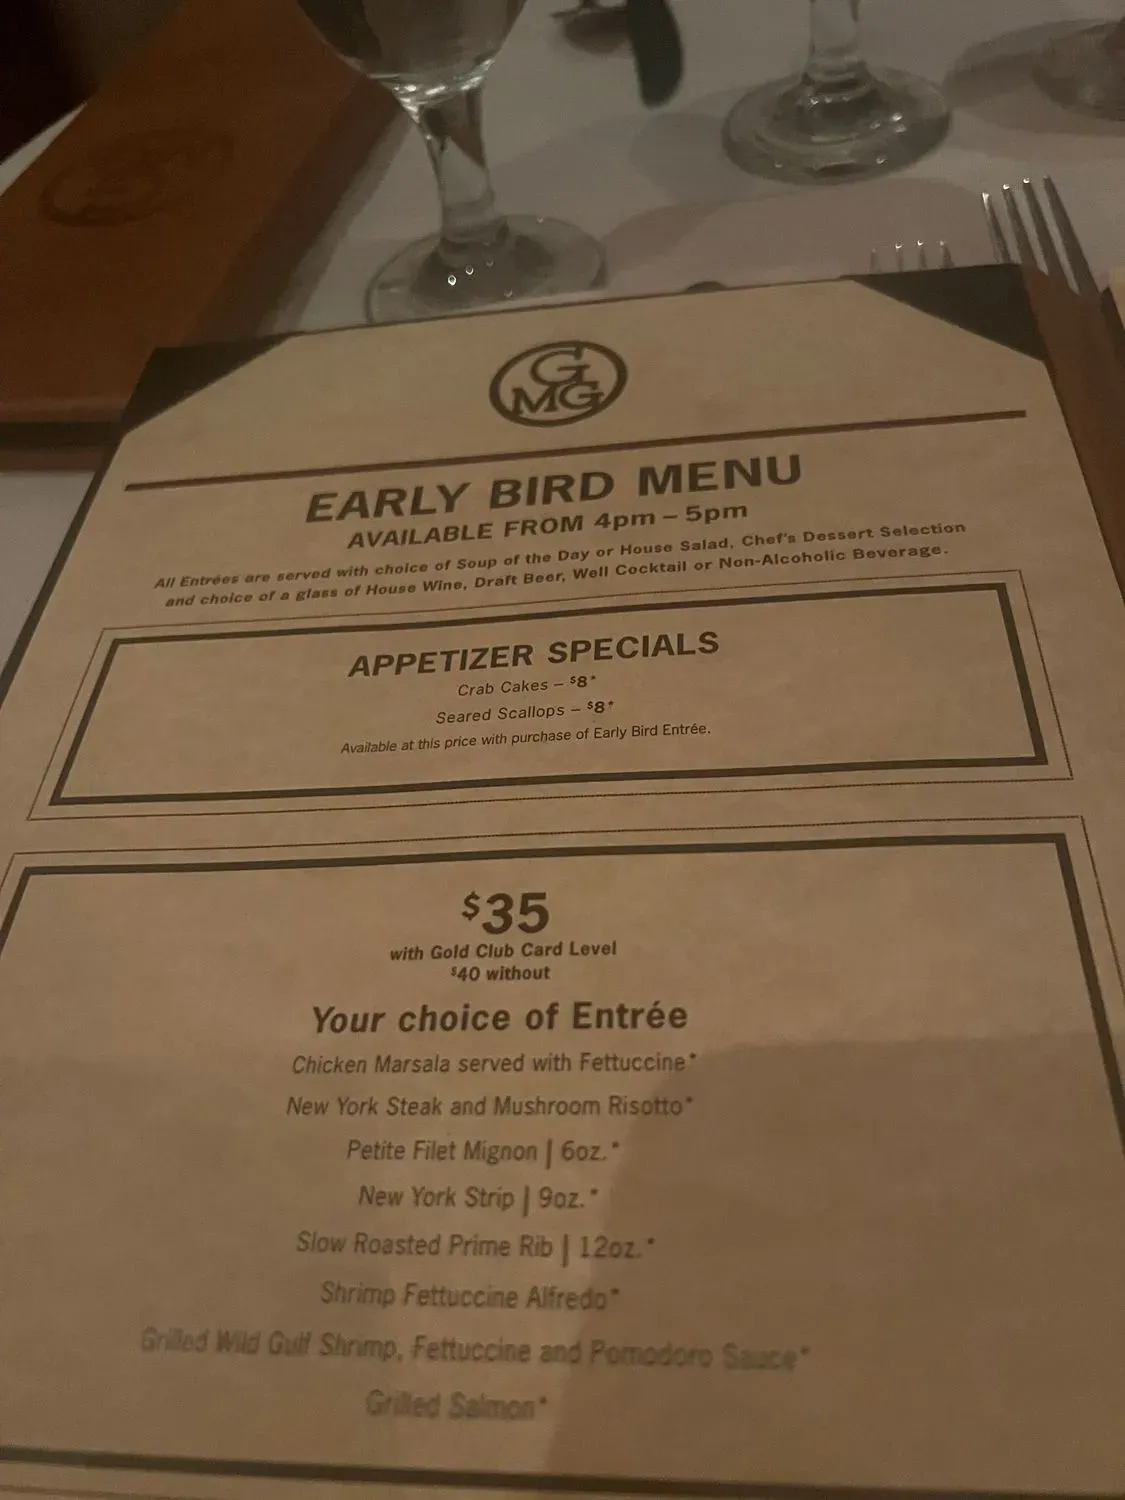 G
MG
EARLY BIRD MENU
AVAILABLE FROM 4pm – 5pm
All Entrées are served with choice of Soup of the Day or House Salad, Chef's Dessert Selection
and choice of a glass of House Wine, Draft Beer, Well Cocktail or Non-Alcoholic Beverage.
APPETIZER SPECIALS
Crab Cakes – $8*
Seared Scallops – $8*
Available at this price with purchase of Early Bird Entrée.
$35
with Gold Club Card Level
$40 without
Your choice of Entrée
Chicken Marsala served with Fettuccine*
New York Steak and Mushroom Risotto*
Petite Filet Mignon | 6oz.*
New York Strip | 9oz.*
Slow Roasted Prime Rib | 12oz.*
Shrimp Fettuccine Alfredo*
Grilled Wild Gulf Shrimp, Fettuccine and Pomodoro Sauce*
Grilled Salmon*